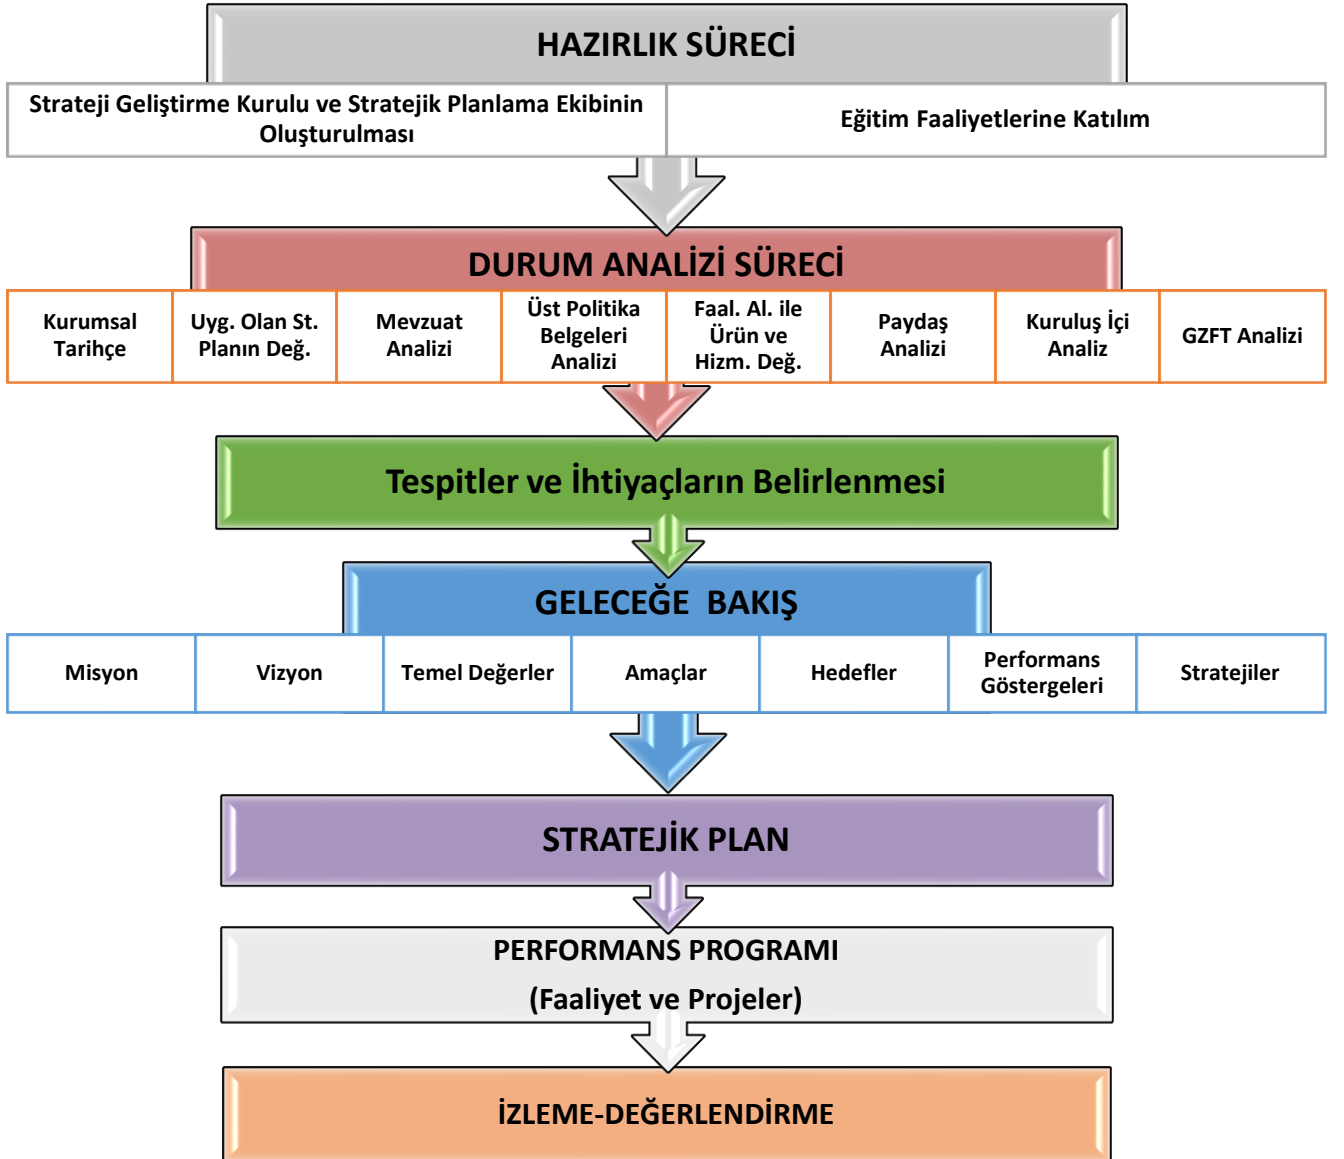 HAZIRLIK SÜRECİ
Strateji Geliştirme Kurulu ve Stratejik Planlama Ekibinin
Oluşturulması
Eğitim Faaliyetlerine Katılım
DURUM ANALİZİ SÜRECİ
Kurumsal
Tarihçe
Uyg. Olan St.
Planın Değ.
Mevzuat
Analizi
Üst Politika
Belgeleri
Analizi
Faal. Al. ile
Ürün ve
Hizm. Değ.
Paydaş
Analizi
Kuruluş İçi
Analiz
GZFT Analizi
Tespitler ve İhtiyaçların Belirlenmesi
GELECEĞE  BAKIŞ
Misyon
Vizyon
Temel Değerler
Amaçlar
Hedefler
Performans
Göstergeleri
Stratejiler
STRATEJİK PLAN
PERFORMANS PROGRAMI
(Faaliyet ve Projeler)
İZLEME-DEĞERLENDİRME